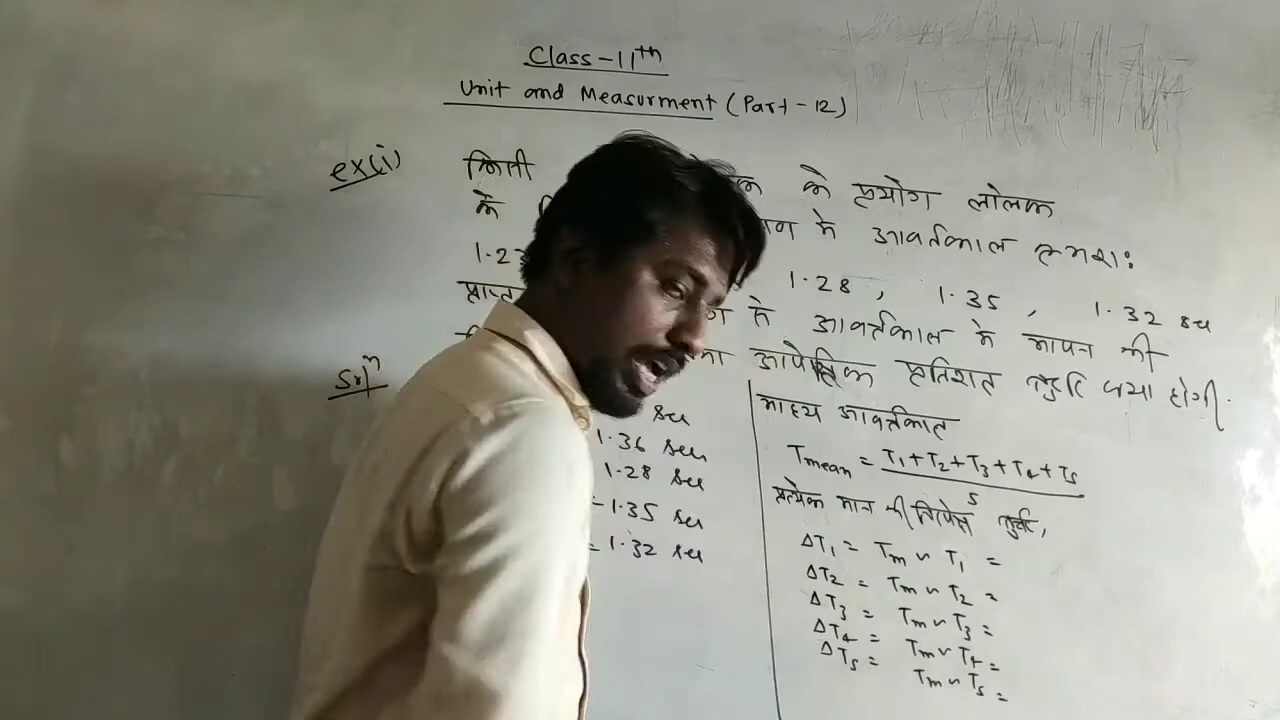 Class-11th
Unit and Measurment (Part-12)
ex(i) किसी के प्रयोग लोलक
के में आवर्तकाल क्रमशः
1.28, 1.35, 1.32 sec
प्राप्त से आवर्तकाल के मापन की
आपेक्षिक प्रतिशत त्रुटि क्या होगी.
Sol^n
sec
1.36 sec
1.28 sec
= 1.35 sec
= 1.32 sec
माध्य आवर्तकाल
Tmean = T1+T2+T3+T4+T5
5
प्रत्येक मान की निरपेक्ष त्रुटि,
ΔT1 = Tm ~ T1 =
ΔT2 = Tm ~ T2 =
ΔT3 = Tm ~ T3 =
ΔT4 = Tm ~ T4 =
ΔT5 = Tm ~ T5 =